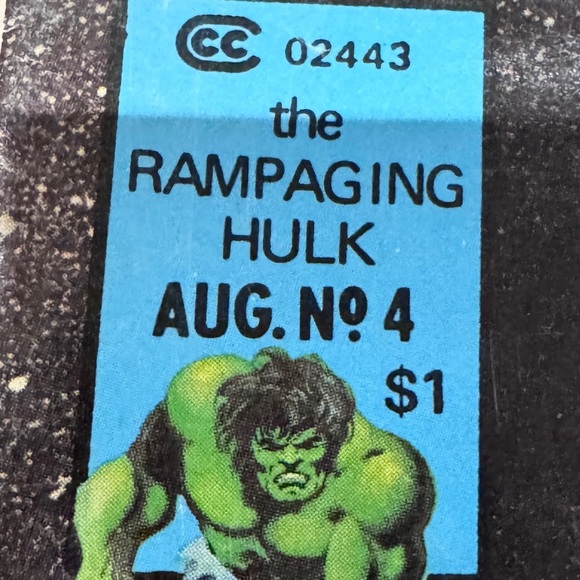 CC 02443
the
RAMPAGING
HULK
AUG. Nº 4
$1